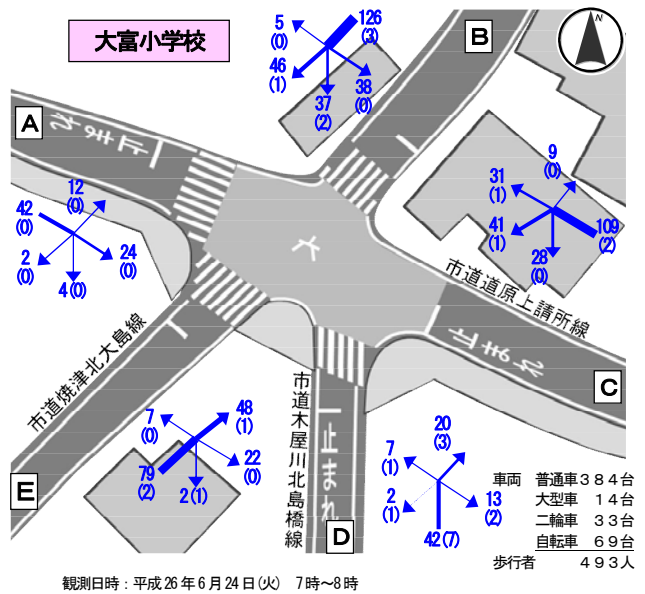 大富小学校
N
A
B
C
D
E
5
(0)
126
(3)
46
(1)
37
(2)
38
(0)
12
(0)
42
(0)
2
(0)
4(0)
24
(0)
9
(0)
31
(1)
41
(1)
28
(0)
109
(2)
7
(0)
48
(1)
79
(2)
2(1)
22
(0)
20
(3)
7
(1)
2
(1)
13
(2)
42(7)
止まれ
止まれ
止まれ
市道道原上請所線
市道焼津北大島線
市道木屋川北島橋線
車両 普通車384台
大型車 14台
二輪車 33台
自転車 69台
歩行者 493人
観測日時:平成26年6月24日(火) 7時~8時